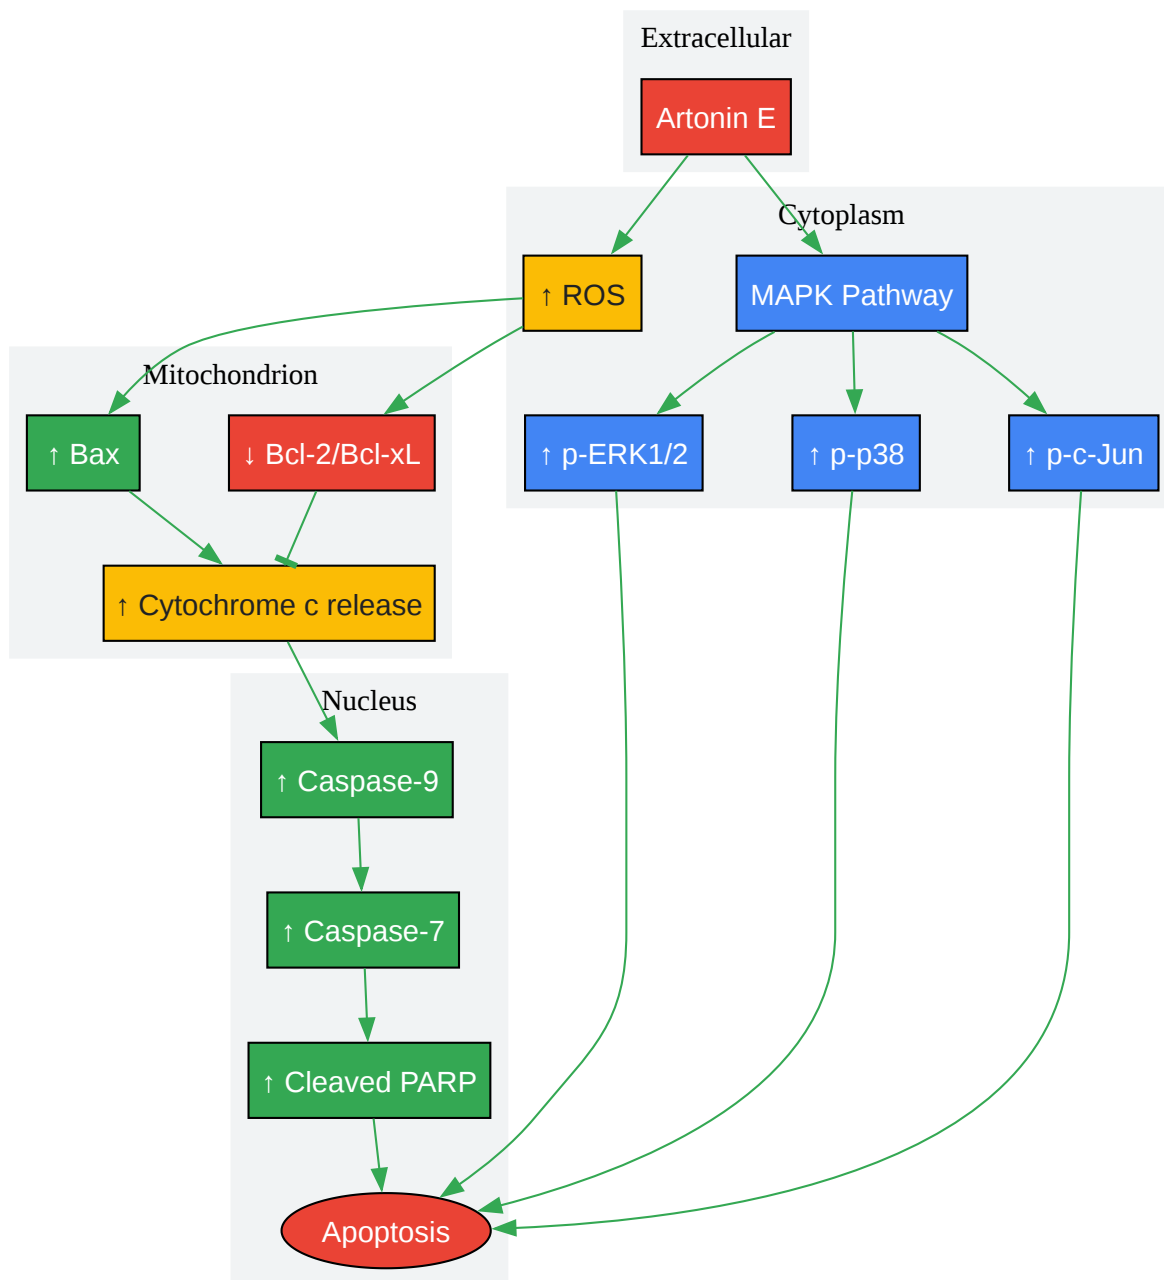 Extracellular
Artonin E
Cytoplasm
↑ ROS
MAPK Pathway
Mitochondrion
↑ Bax
↓ Bcl-2/Bcl-xL
↑ p-ERK1/2
↑ p-p38
↑ p-c-Jun
↑ Cytochrome c release
Nucleus
↑ Caspase-9
↑ Caspase-7
↑ Cleaved PARP
Apoptosis